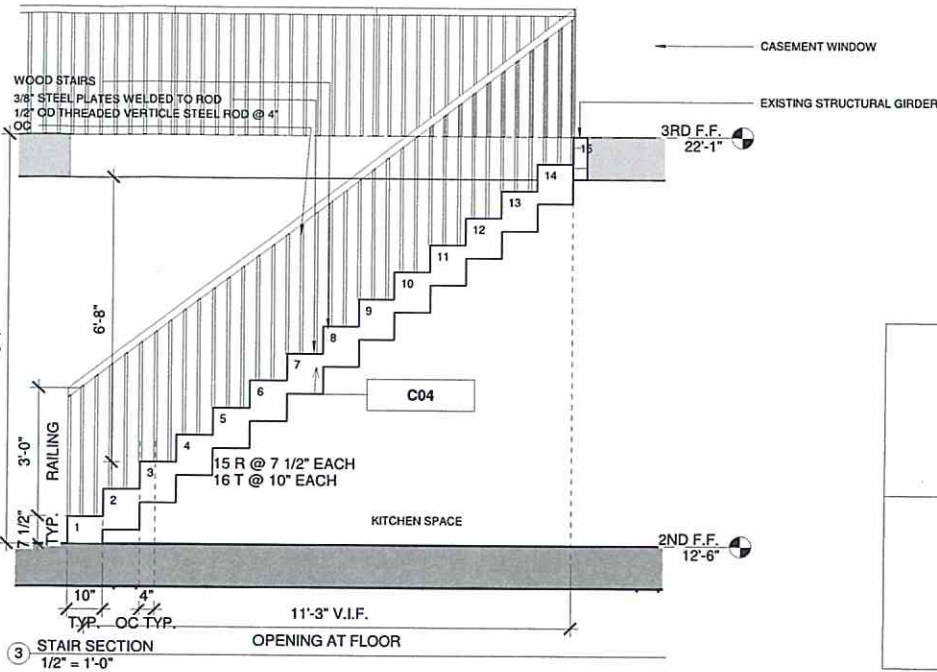 CASEMENT WINDOW
WOOD STAIRS
3/8" STEEL PLATES WELDED TO ROD
1/2" OD THREADED VERTICLE STEEL ROD @ 4"
OC
EXISTING STRUCTURAL GIRDER
3RD F.F.
22'-1"
14
13
12
11
10
9
8
7
6
5
4
3
2
1
6'-8"
C04
3'-0"
RAILING
15 R @ 7 1/2" EACH
16 T @ 10" EACH
KITCHEN SPACE
7 1/2"
TYP.
2ND F.F.
12'-6"
10"
TYP.
4"
OC TYP.
11'-3" V.I.F.
OPENING AT FLOOR
3
STAIR SECTION
1/2" = 1'-0"